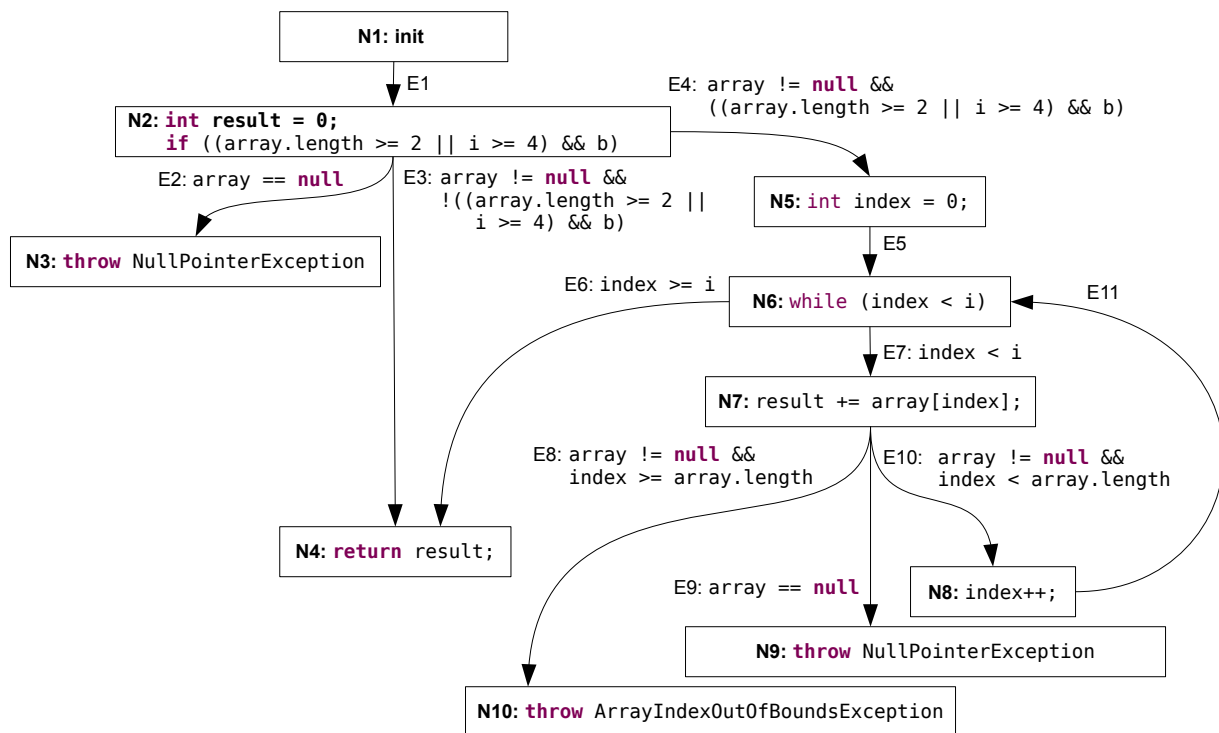 N1: init
E1
E4: array != null &&
((array.length >= 2 || i >= 4) && b)
N2: int result = 0;
if ((array.length >= 2 || i >= 4) && b)
E2: array == null
E3: array != null &&
!((array.length >= 2 ||
i >= 4) && b)
N5: int index = 0;
N3: throw NullPointerException
E5
E6: index >= i
N6: while (index < i)
E11
E7: index < i
N7: result += array[index];
E8: array != null &&
index >= array.length
E10: array != null &&
index < array.length
N4: return result;
E9: array == null
N8: index++;
N9: throw NullPointerException
N10: throw ArrayIndexOutOfBoundsException